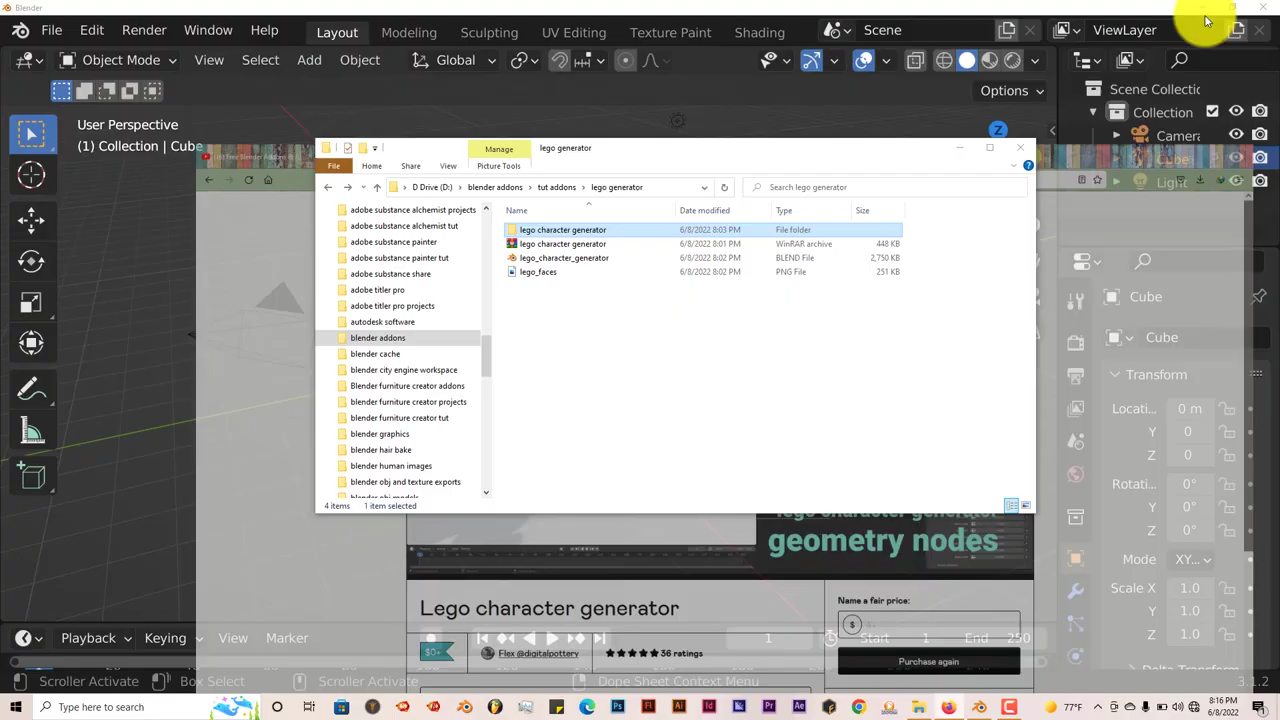 Blender
File Edit Render Window Help Layout Modeling Sculpting UV Editing Texture Paint Shading Scene ViewLayer
Object Mode View Select Add Object Global
Options
Scene Collectio
Collection
Camera
Cube
Light
User Perspective
(1) Collection | Cube
Z
Manage lego generator
File Home Share View Picture Tools
D Drive (D:) › blender addons › tut addons › lego generator
Search lego generator
Name Date modified Type Size
lego character generator 6/8/2022 8:03 PM File folder
lego character generator 6/8/2022 8:01 PM WinRAR archive 448 KB
lego_character_generator 6/8/2022 8:02 PM BLEND File 2,750 KB
lego_faces 6/8/2022 8:02 PM PNG File 251 KB
adobe substance alchemist projects
adobe substance alchemist tut
adobe substance painter
adobe substance painter tut
adobe substance share
adobe titler pro
adobe titler pro projects
autodesk software
blender addons
blender cache
blender city engine workspace
Blender furniture creator addons
blender furniture creator projects
blender furniture creator tut
blender graphics
blender hair bake
blender human images
blender obj and texture exports
4 items 1 item selected
Cube
Cube
Transform
Locati... 0 m
Y 0
Z 0
Rotati... 0°
Y 0°
Z 0°
Mode XY...
Scale X 1.0
Y 1.0
Z 1.0
Delta Transform
geometry nodes
Lego character generator
Name a fair price:
$
$0+ Flex @digitalpottery 36 ratings
Purchase again
Playback Keying View Marker 1 Start 1 End 250
Scroller Activate Box Select Scroller Activate Dope Sheet Context Menu 3.1.2
Type here to search
77°F
8:16 PM
6/8/2022